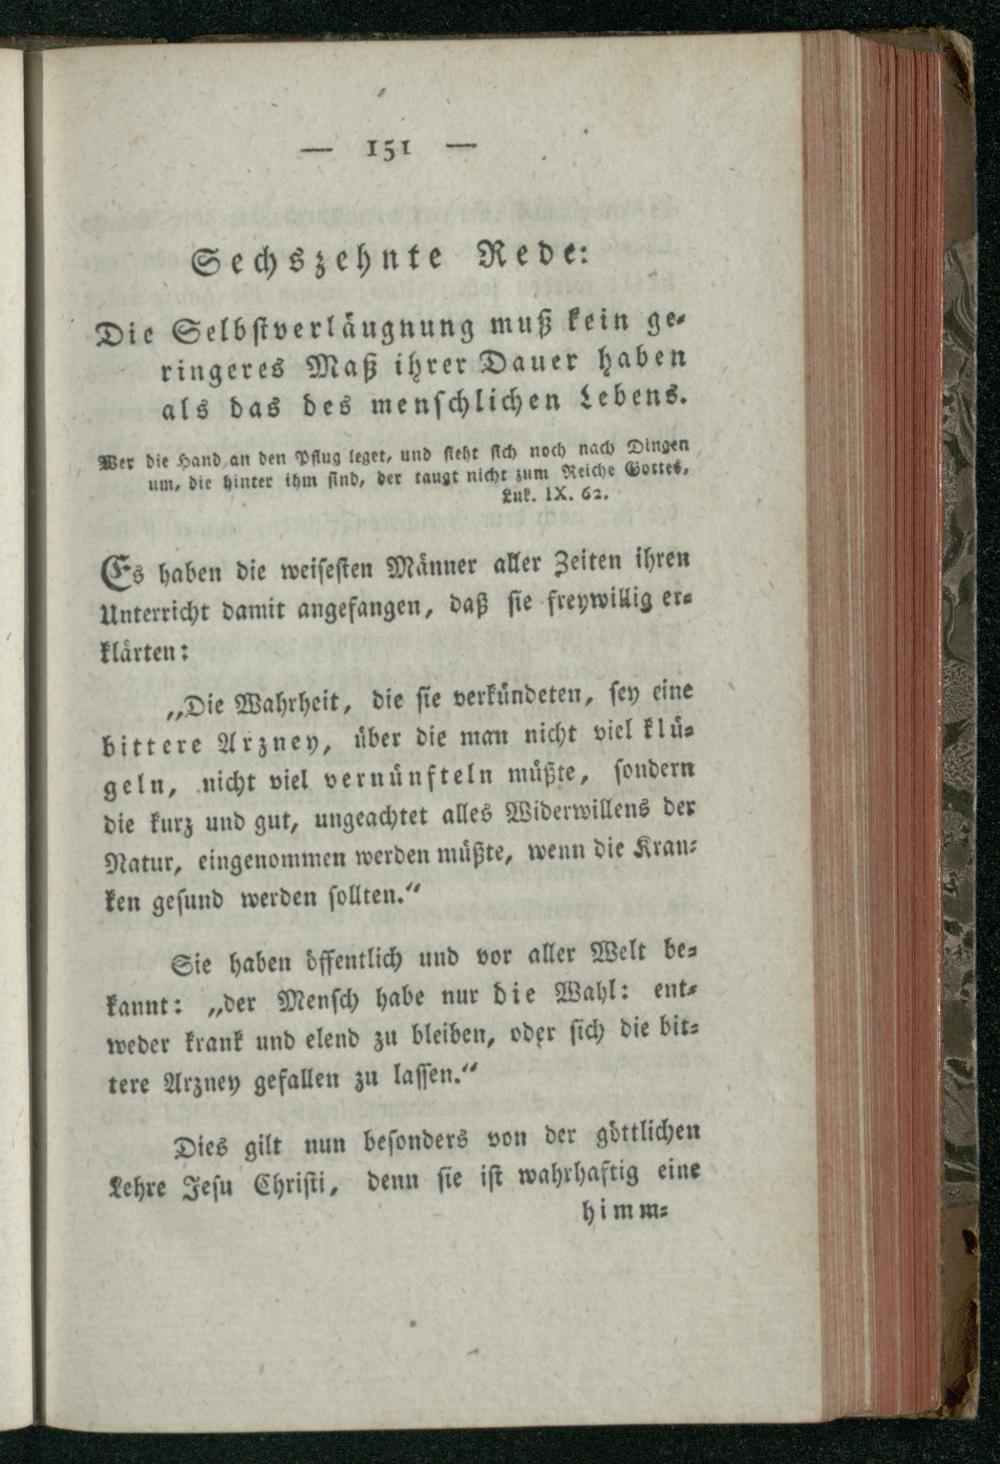 — 151 —
Sechszehnte Rede:
Die Selbstverläugnung muß kein ge-
ringeres Maß ihrer Dauer haben
als das des menschlichen Lebens.
Wer die Hand an den Pflug leget, und sieht sich noch nach Dingen
um, die hinter ihm sind, der taugt nicht zum Reiche Gottes,
Luk. IX. 62.
Es haben die weisesten Männer aller Zeiten ihren
Unterricht damit angefangen, daß sie freywillig er-
klärten:
„Die Wahrheit, die sie verkündeten, sey eine
bittere Arzney, über die man nicht viel klü-
geln, nicht viel vernünfteln müßte, sondern
die kurz und gut, ungeachtet alles Widerwillens der
Natur, eingenommen werden müßte, wenn die Kran-
ken gesund werden sollten.“
Sie haben öffentlich und vor aller Welt be-
kannt: „der Mensch habe nur die Wahl: ent-
weder krank und elend zu bleiben, oder sich die bit-
tere Arzney gefallen zu lassen.“
Dies gilt nun besonders von der göttlichen
Lehre Jesu Christi, denn sie ist wahrhaftig eine
himm-